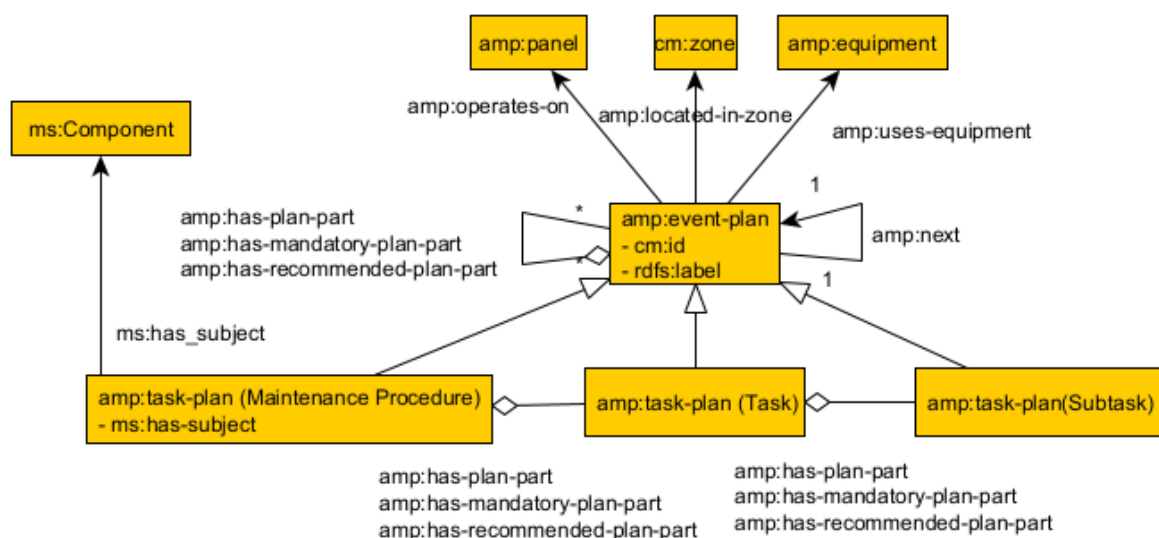 amp:panel
cm:zone
amp:equipment
amp:operates-on
amp:located-in-zone
amp:uses-equipment
ms:Component
amp:has-plan-part
amp:has-mandatory-plan-part
amp:has-recommended-plan-part
*
*
amp:event-plan
- cm:id
- rdfs:label
1
amp:next
1
ms:has_subject
amp:task-plan (Maintenance Procedure)
- ms:has-subject
amp:task-plan (Task)
amp:task-plan(Subtask)
amp:has-plan-part
amp:has-mandatory-plan-part
amp:has-recommended-plan-part
amp:has-plan-part
amp:has-mandatory-plan-part
amp:has-recommended-plan-part